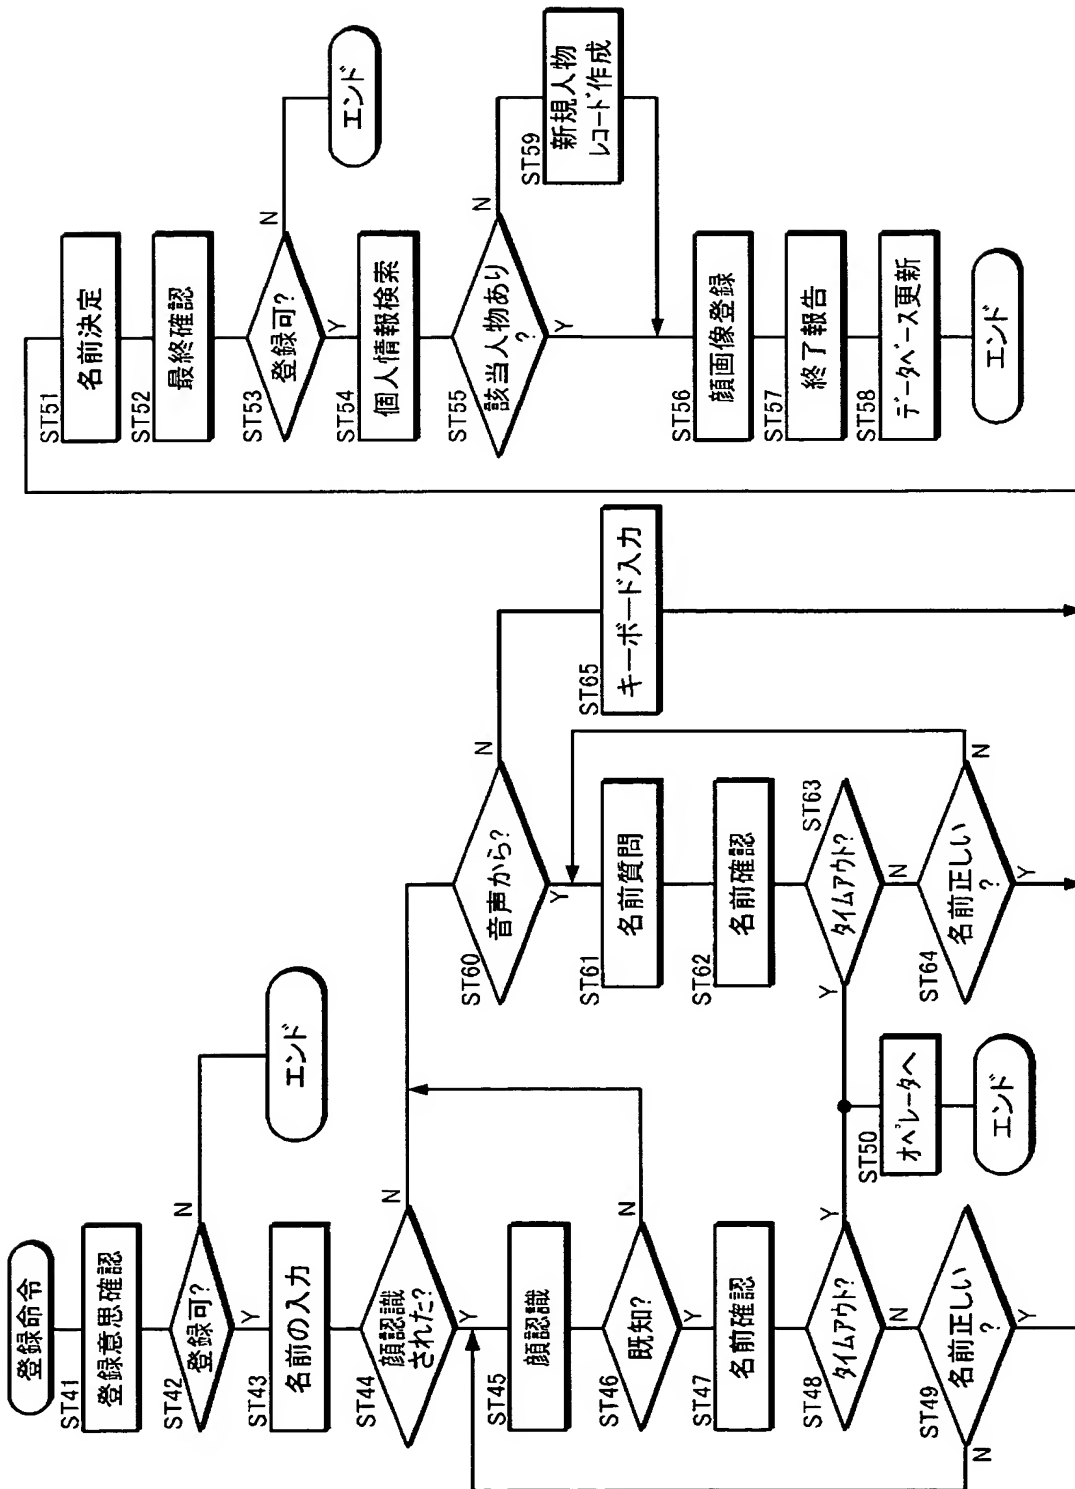 登録命令
ST41
登録意思確認
ST42
登録可?
N
Y
エンド
ST43
名前の入力
ST44
顔認識
された?
N
Y
ST45
顔認識
ST46
既知?
N
Y
ST47
名前確認
ST48
タイムアウト?
Y
N
ST49
名前正しい
?
N
Y
ST50
オペレータへ
エンド
ST60
音声から?
N
Y
ST61
名前質問
ST62
名前確認
ST63
タイムアウト?
Y
N
ST64
名前正しい
?
N
Y
ST65
キーボード入力
ST51
名前決定
ST52
最終確認
ST53
登録可?
N
Y
エンド
ST54
個人情報検索
ST55
該当人物あり
?
N
Y
ST59
新規人物
レコード作成
ST56
顔画像登録
ST57
終了報告
ST58
データベース更新
エンド